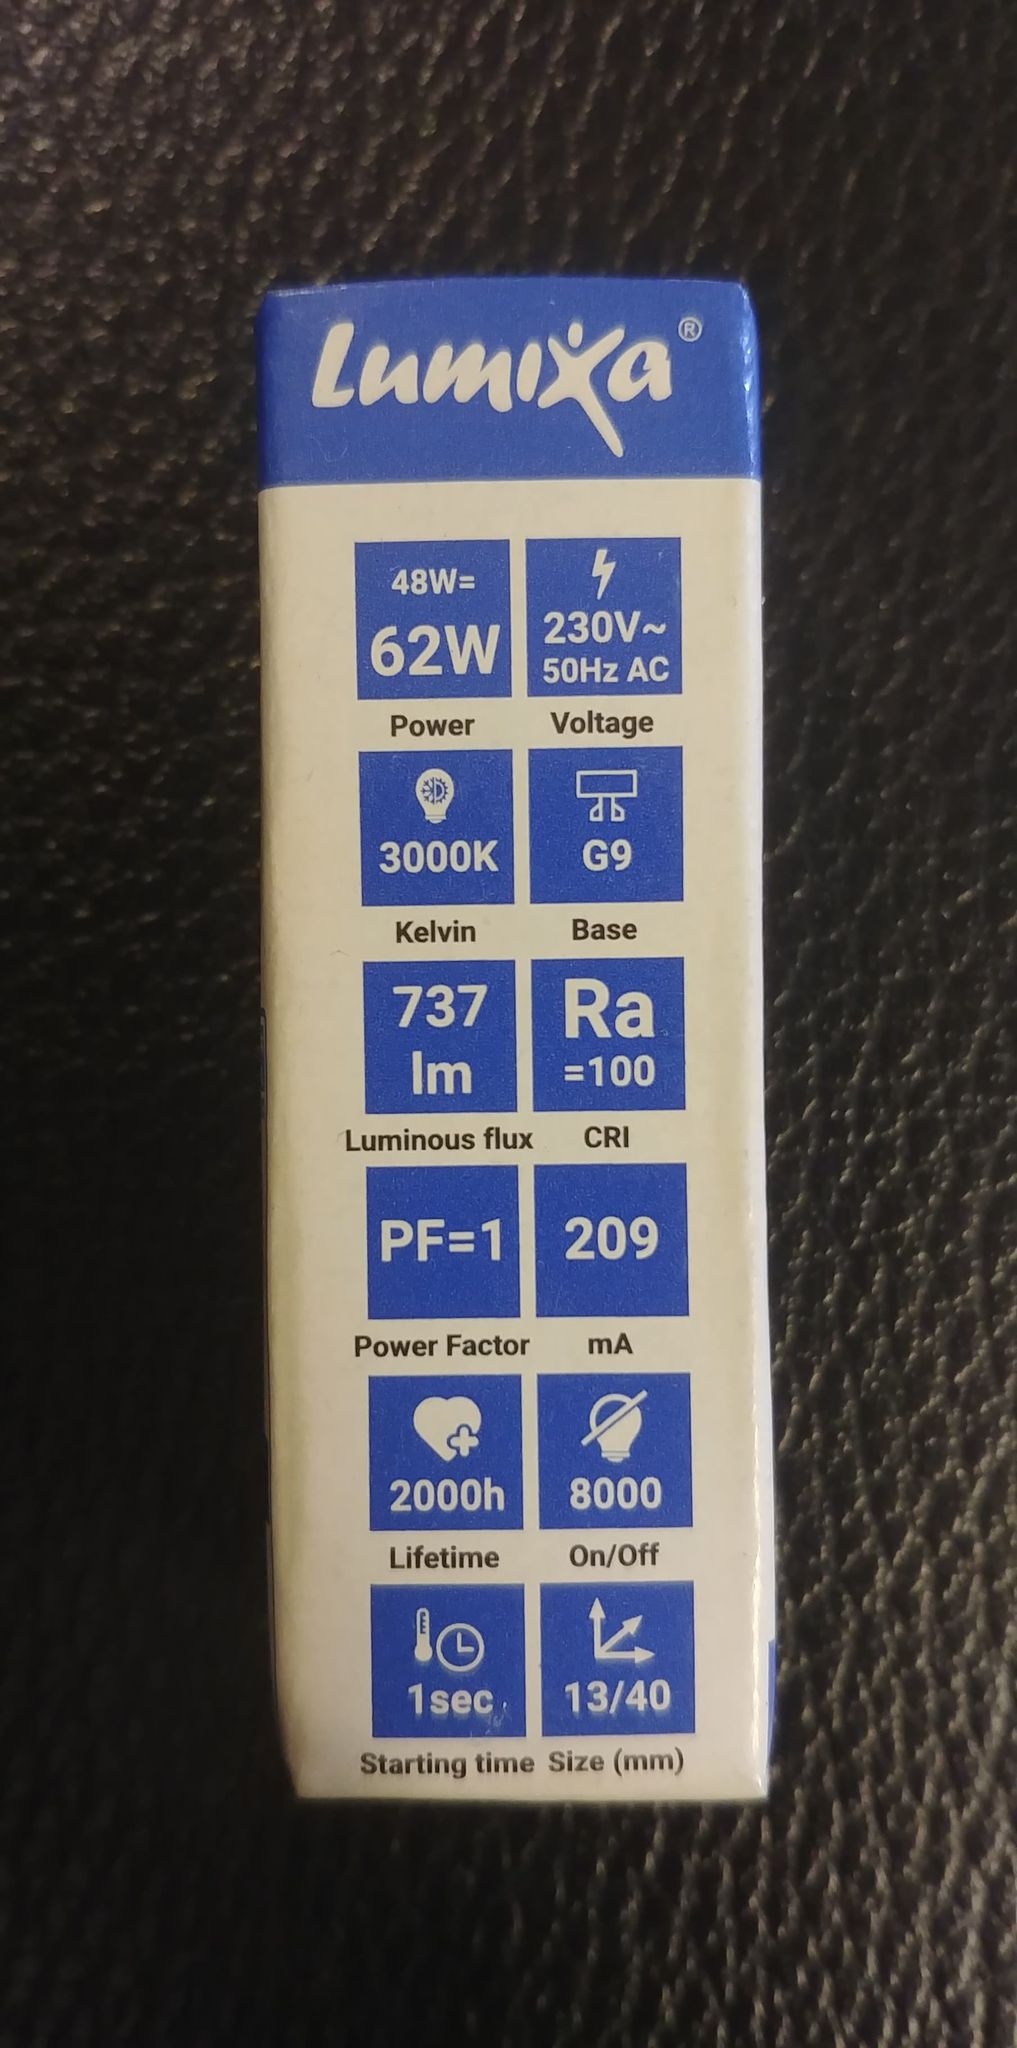 Lumixa®
48W=
62W
230V~
50Hz AC
Power
Voltage
3000K
G9
Kelvin
Base
737
lm
Ra
=100
Luminous flux
CRI
PF=1
209
Power Factor
mA
2000h
8000
Lifetime
On/Off
1sec
13/40
Starting time
Size (mm)